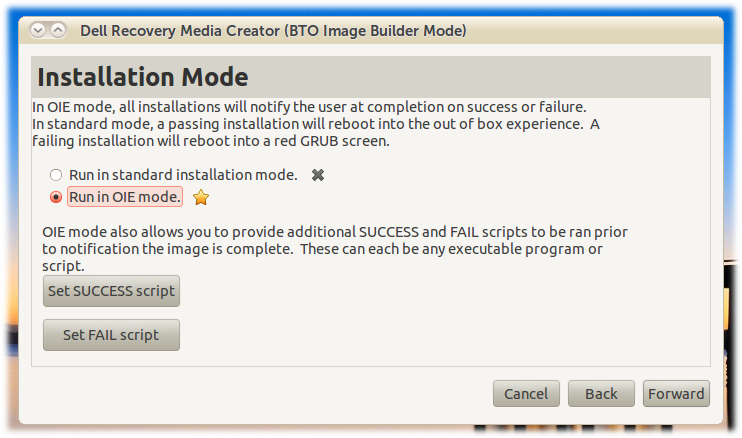 Dell Recovery Media Creator (BTO Image Builder Mode)
Installation Mode
In OIE mode, all installations will notify the user at completion on success or failure.
In standard mode, a passing installation will reboot into the out of box experience.  A
failing installation will reboot into a red GRUB screen.
Run in standard installation mode.
Run in OIE mode.
OIE mode also allows you to provide additional SUCCESS and FAIL scripts to be ran prior
to notification the image is complete.  These can each be any executable program or
script.
Set SUCCESS script
Set FAIL script
Cancel Back Forward